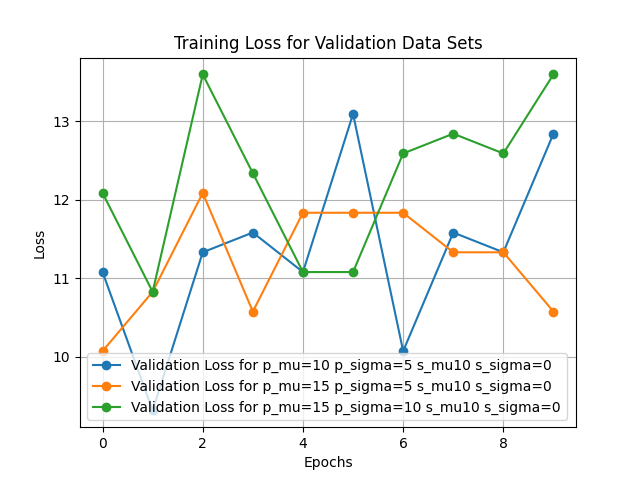 Training Loss for Validation Data Sets
Loss
13
12
11
10
Validation Loss for p_mu=10 p_sigma=5 s_mu10 s_sigma=0
Validation Loss for p_mu=15 p_sigma=5 s_mu10 s_sigma=0
Validation Loss for p_mu=15 p_sigma=10 s_mu10 s_sigma=0
0 2 4 6 8
Epochs